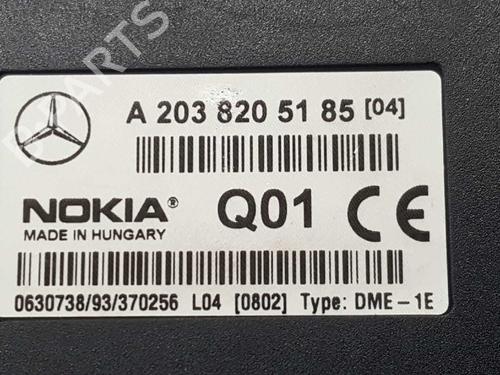 B-PARTS
A 203 820 51 85 [04]
NOKIA® Q01 CE
MADE IN HUNGARY
0630738/93/370256 L04 [0802] Type: DME-1E